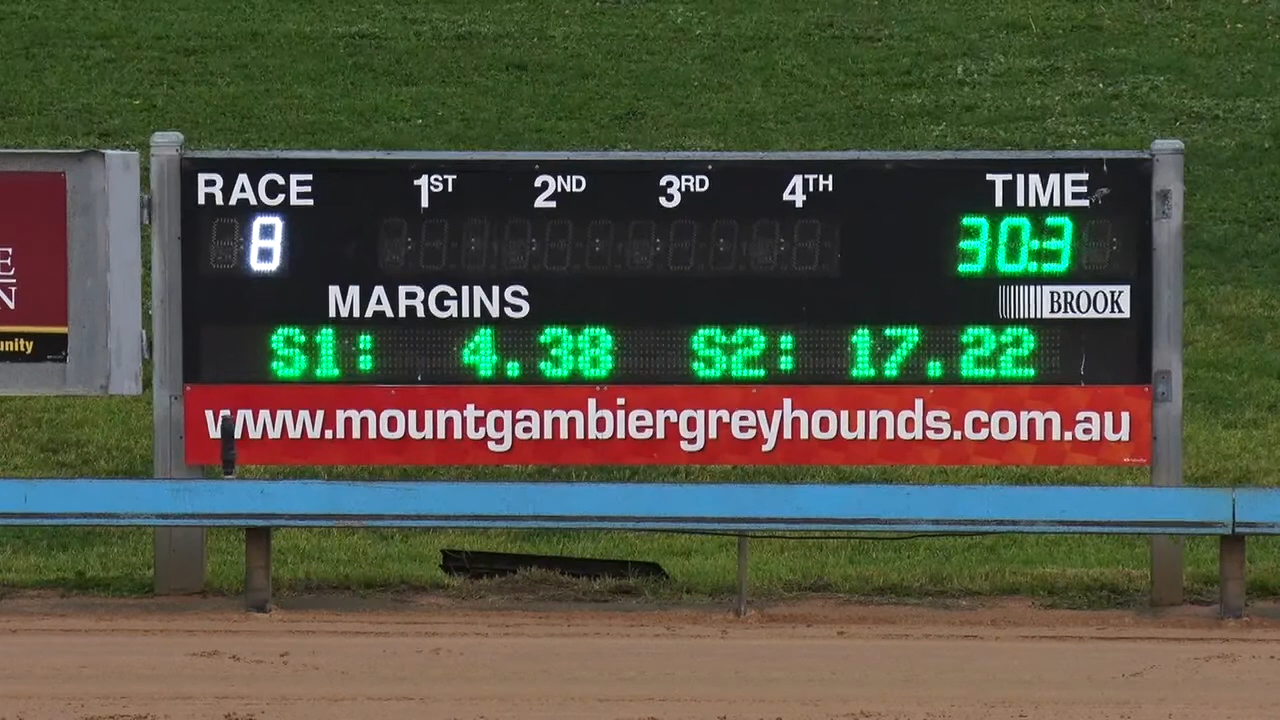 RACE 1ST 2ND 3RD 4TH TIME
8 30:3
MARGINS BROOK
S1: 4.38 S2: 17.22
www.mountgambiergreyhounds.com.au
E
N
unity